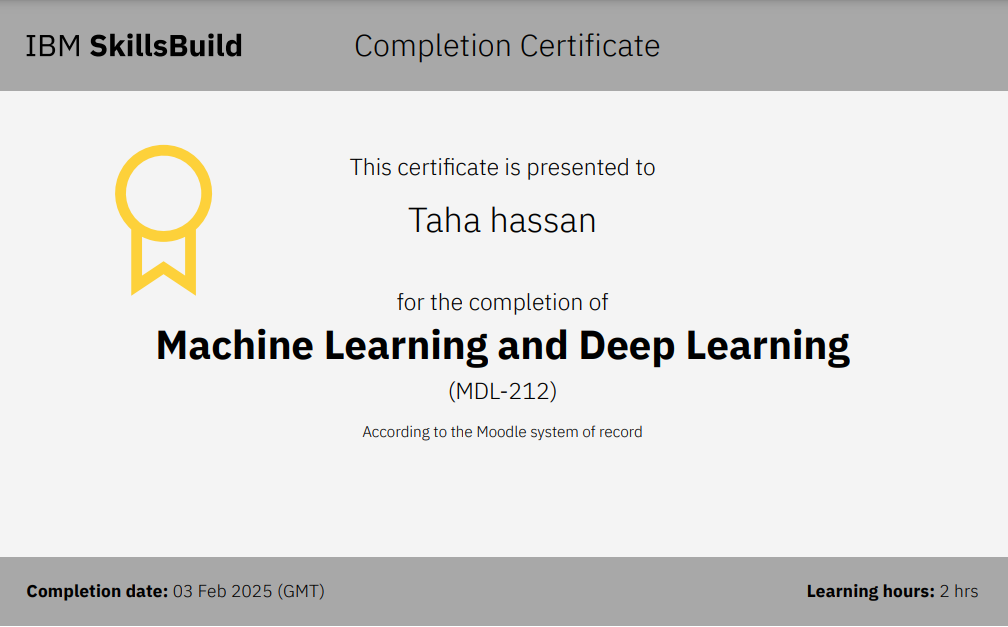 IBM SkillsBuild
Completion Certificate
This certificate is presented to
Taha hassan
for the completion of
Machine Learning and Deep Learning
(MDL-212)
According to the Moodle system of record
Completion date: 03 Feb 2025 (GMT)
Learning hours: 2 hrs